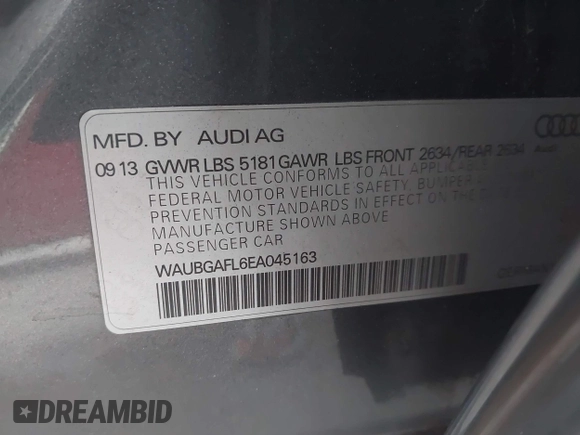 MFD. BY AUDI AG
09 13 GVWR LBS 5181 GAWR LBS FRONT 2634/REAR 2634
THIS VEHICLE CONFORMS TO ALL APPLICABLE
FEDERAL MOTOR VEHICLE SAFETY, BUMPER
PREVENTION STANDARDS IN EFFECT ON THE
MANUFACTURE SHOWN ABOVE
PASSENGER CAR
WAUBGAFL6EA045163
DREAMBID